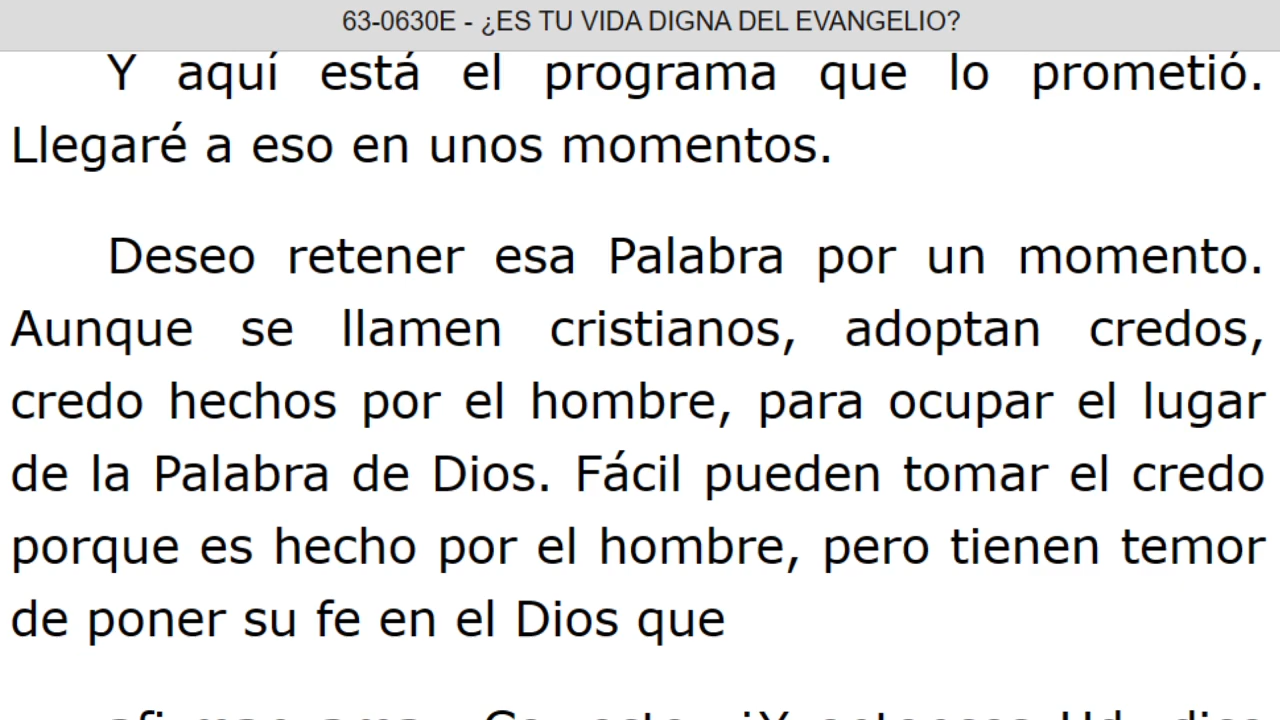 63-0630E - ¿ES TU VIDA DIGNA DEL EVANGELIO?
Y aquí está el programa que lo prometió.
Llegaré a eso en unos momentos.
Deseo retener esa Palabra por un momento.
Aunque se llamen cristianos, adoptan credos,
credo hechos por el hombre, para ocupar el lugar
de la Palabra de Dios. Fácil pueden tomar el credo
porque es hecho por el hombre, pero tienen temor
de poner su fe en el Dios que